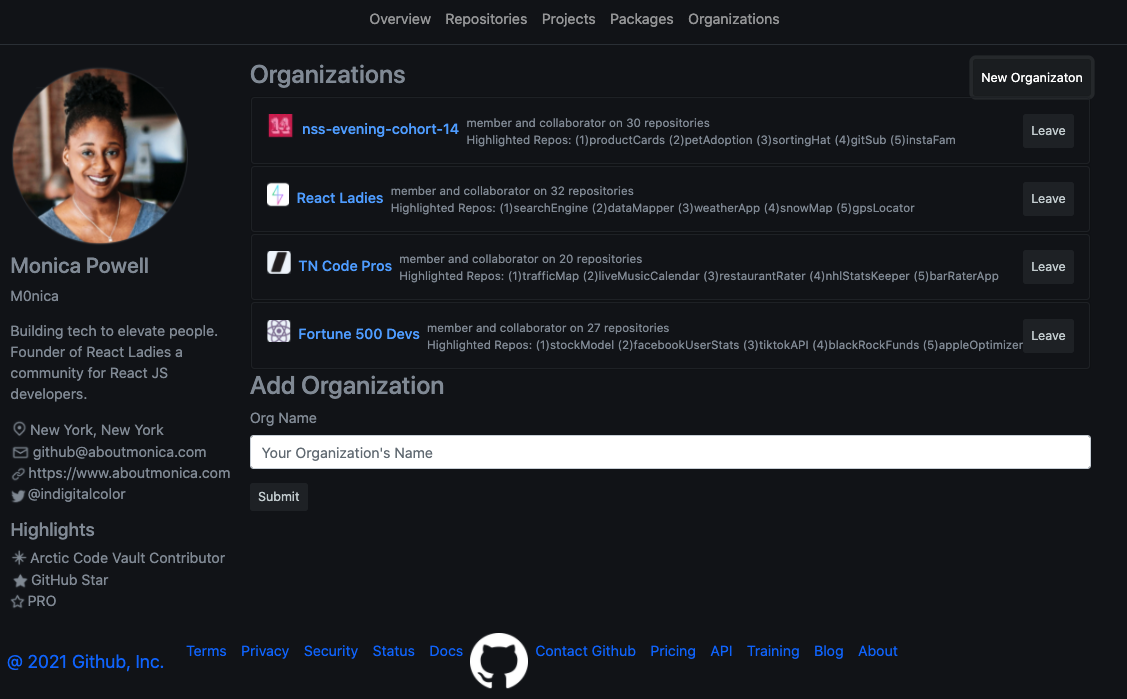 Overview Repositories Projects Packages Organizations
Organizations
New Organizaton
14
nss-evening-cohort-14
member and collaborator on 30 repositories
Highlighted Repos: (1)productCards (2)petAdoption (3)sortingHat (4)gitSub (5)instaFam
Leave
React Ladies
member and collaborator on 32 repositories
Highlighted Repos: (1)searchEngine (2)dataMapper (3)weatherApp (4)snowMap (5)gpsLocator
Leave
TN Code Pros
member and collaborator on 20 repositories
Highlighted Repos: (1)trafficMap (2)liveMusicCalendar (3)restaurantRater (4)nhlStatsKeeper (5)barRaterApp
Leave
Fortune 500 Devs
member and collaborator on 27 repositories
Highlighted Repos: (1)stockModel (2)facebookUserStats (3)tiktokAPI (4)blackRockFunds (5)appleOptimizer
Leave
Add Organization
Org Name
Your Organization's Name
Submit
Monica Powell
M0nica
Building tech to elevate people.
Founder of React Ladies a
community for React JS
developers.
New York, New York
github@aboutmonica.com
https://www.aboutmonica.com
@indigitalcolor
Highlights
Arctic Code Vault Contributor
GitHub Star
PRO
@ 2021 Github, Inc. Terms Privacy Security Status Docs Contact Github Pricing API Training Blog About